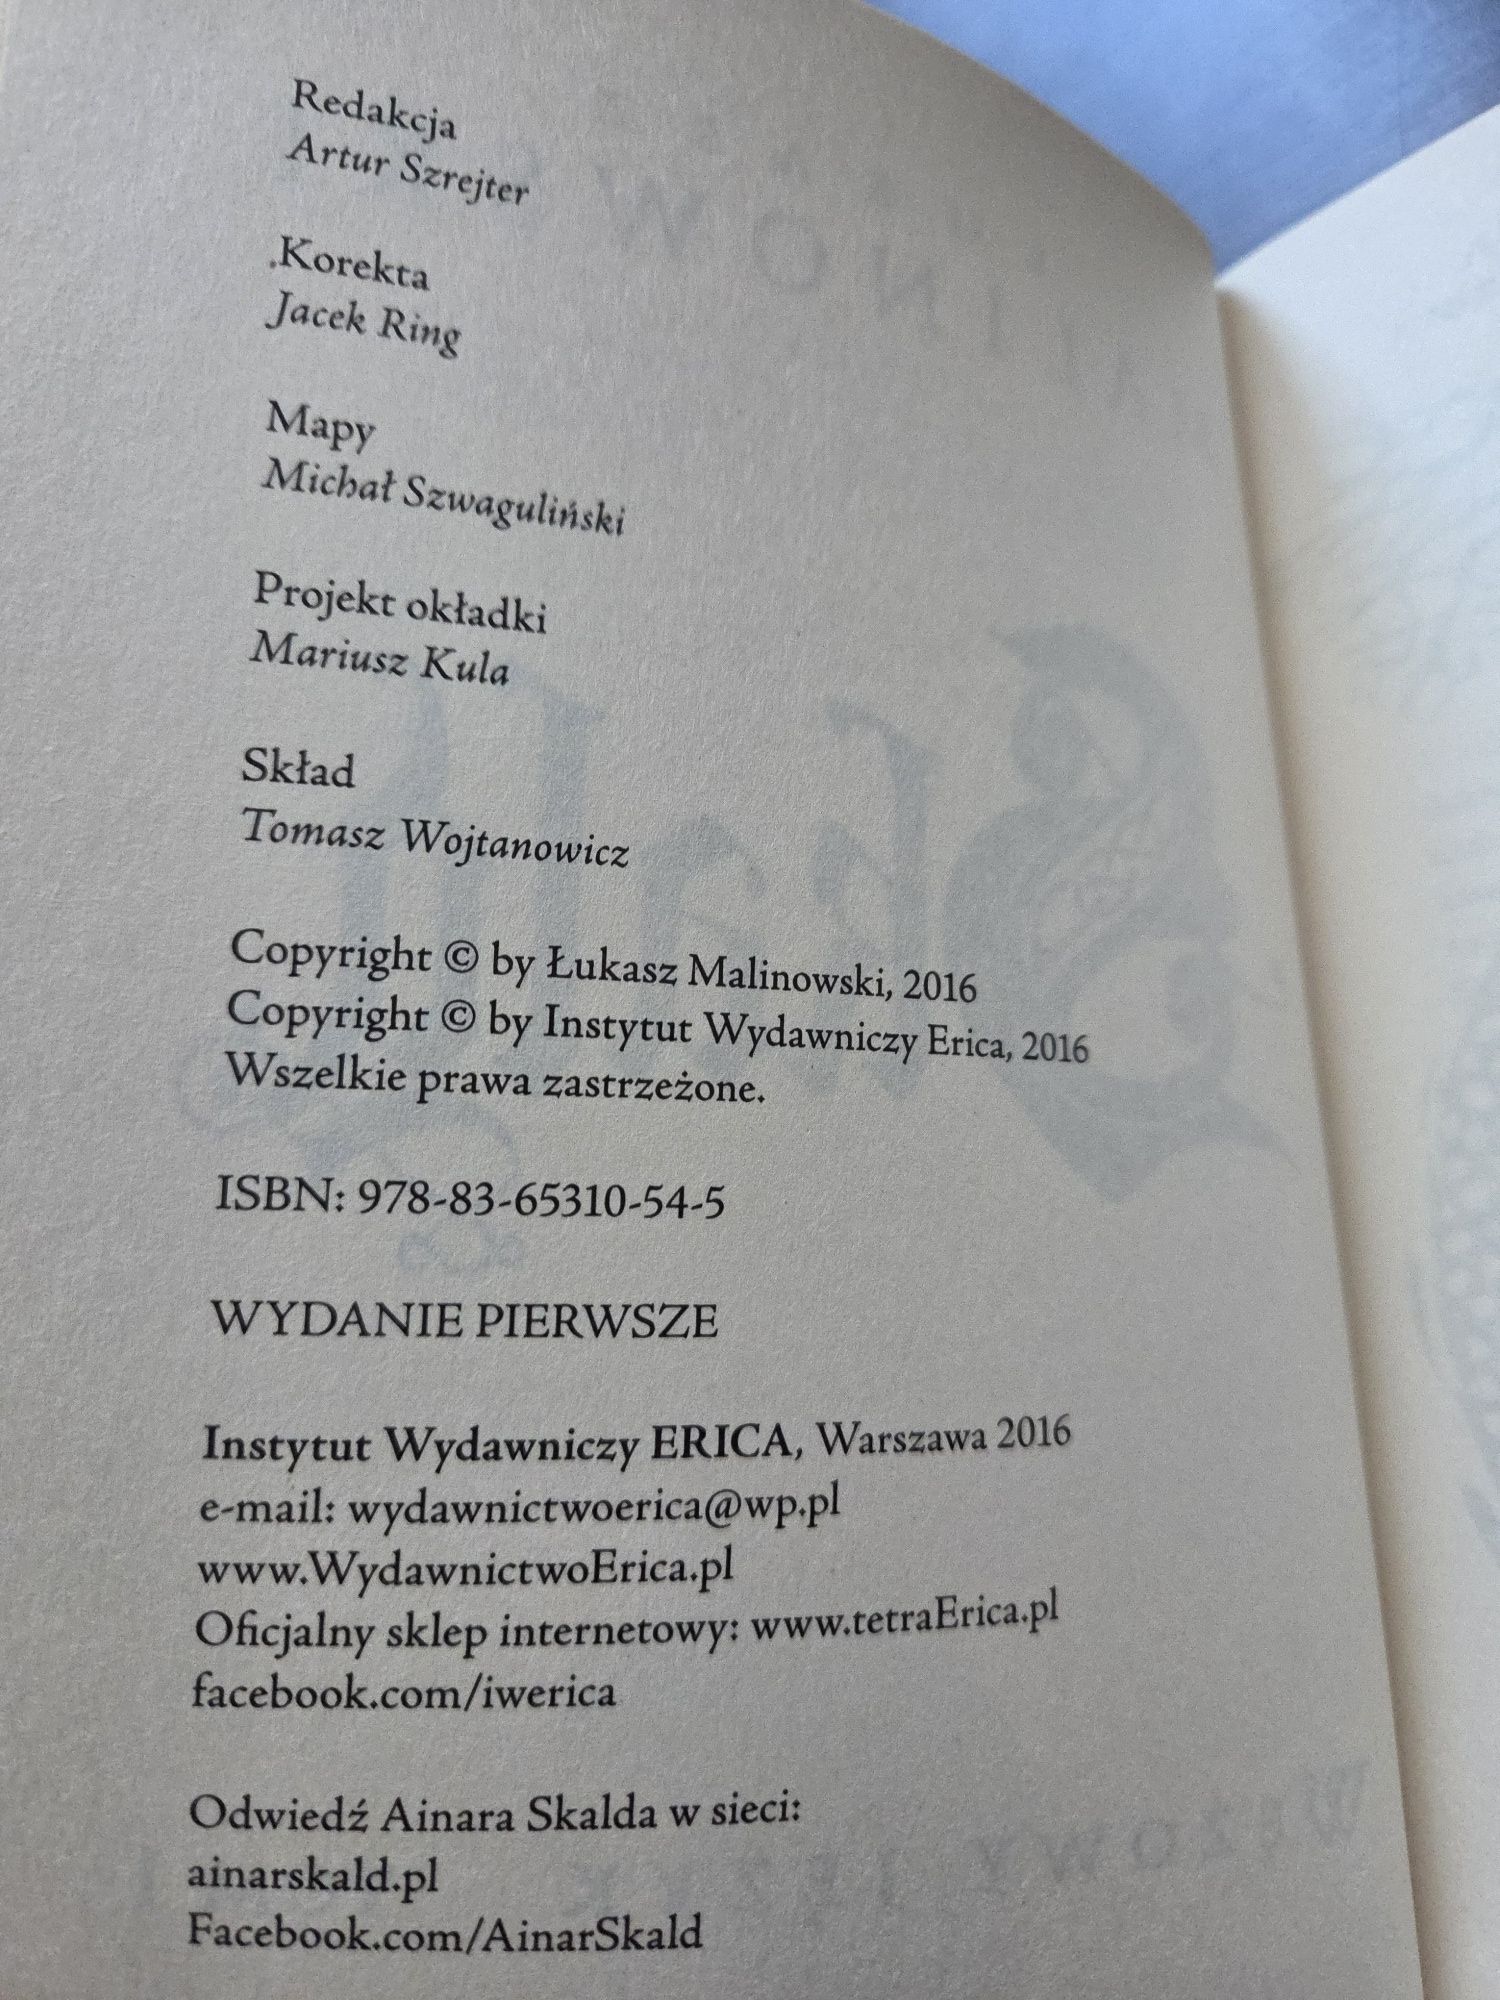 Redakcja
Artur Szrejter
Korekta
Jacek Ring
Mapy
Michał Szwaguliński
Projekt okładki
Mariusz Kula
Skład
Tomasz Wojtanowicz
Copyright © by Łukasz Malinowski, 2016
Copyright © by Instytut Wydawniczy Erica, 2016
Wszelkie prawa zastrzeżone.
ISBN: 978-83-65310-54-5
WYDANIE PIERWSZE
Instytut Wydawniczy ERICA, Warszawa 2016
e-mail: wydawnictwoerica@wp.pl
www.WydawnictwoErica.pl
Oficjalny sklep internetowy: www.tetraErica.pl
facebook.com/iwerica
Odwiedź Ainara Skalda w sieci:
ainarskald.pl
Facebook.com/AinarSkald